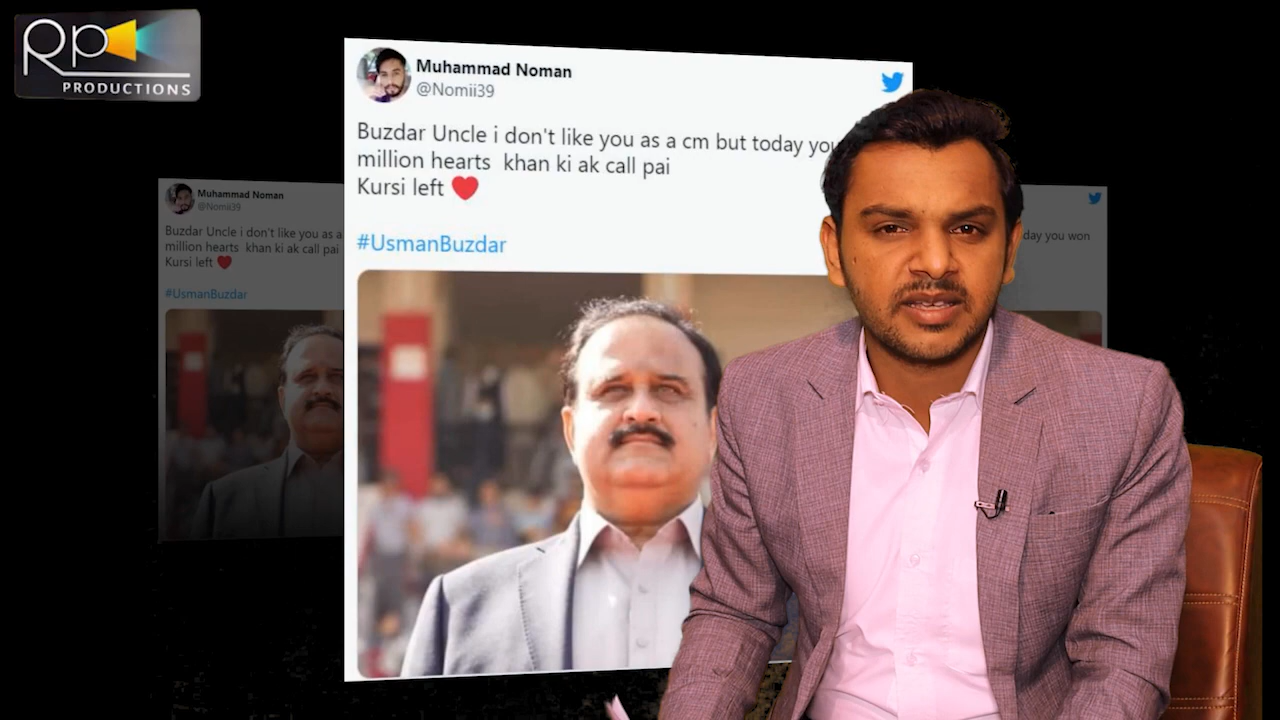 Rp
PRODUCTIONS
Muhammad Noman
@Nomii39
Buzdar Uncle i don't like you as a cm but today you
million hearts khan ki ak call pai
Kursi left ❤️
#UsmanBuzdar
Muhammad Noman
@Nomii39
Buzdar Uncle i don't like you as a
million hearts khan ki ak call pai
Kursi left ❤️
#UsmanBuzdar
day you won